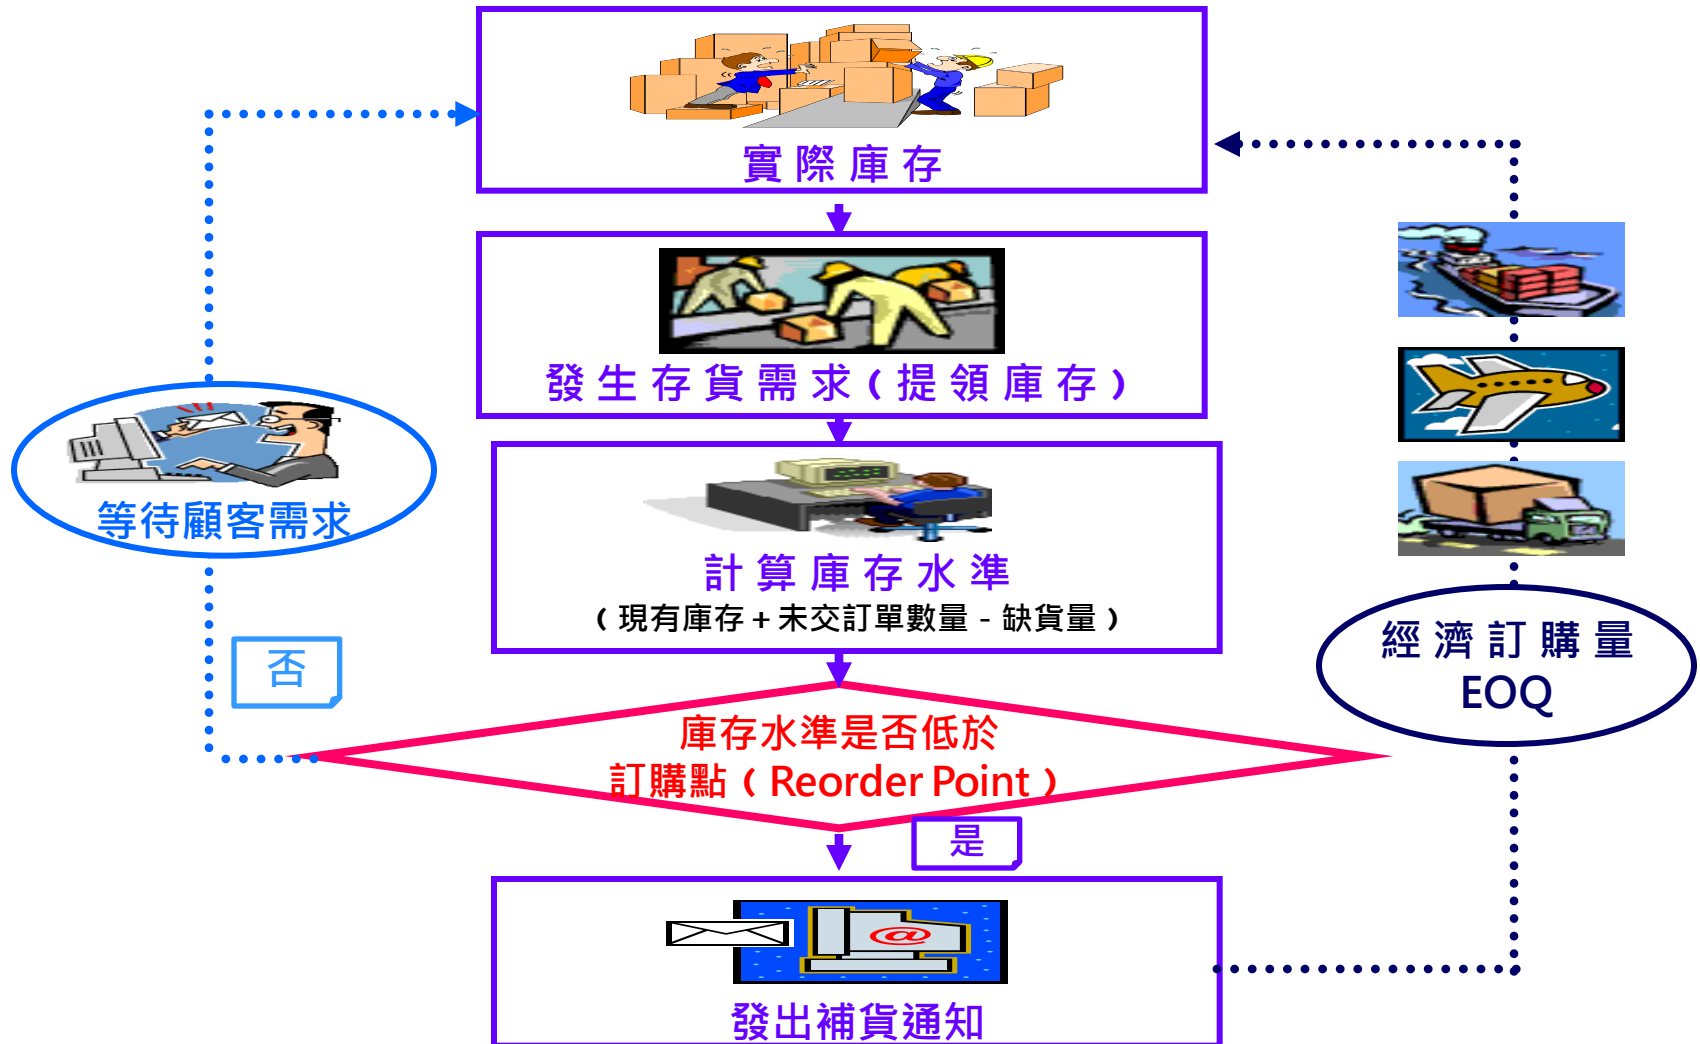 實際庫存
發生存貨需求(提領庫存)
等待顧客需求
計算庫存水準
(現有庫存+未交訂單數量-缺貨量)
經濟訂購量
EOQ
否
庫存水準是否低於
訂購點(Reorder Point)
是
@
發出補貨通知